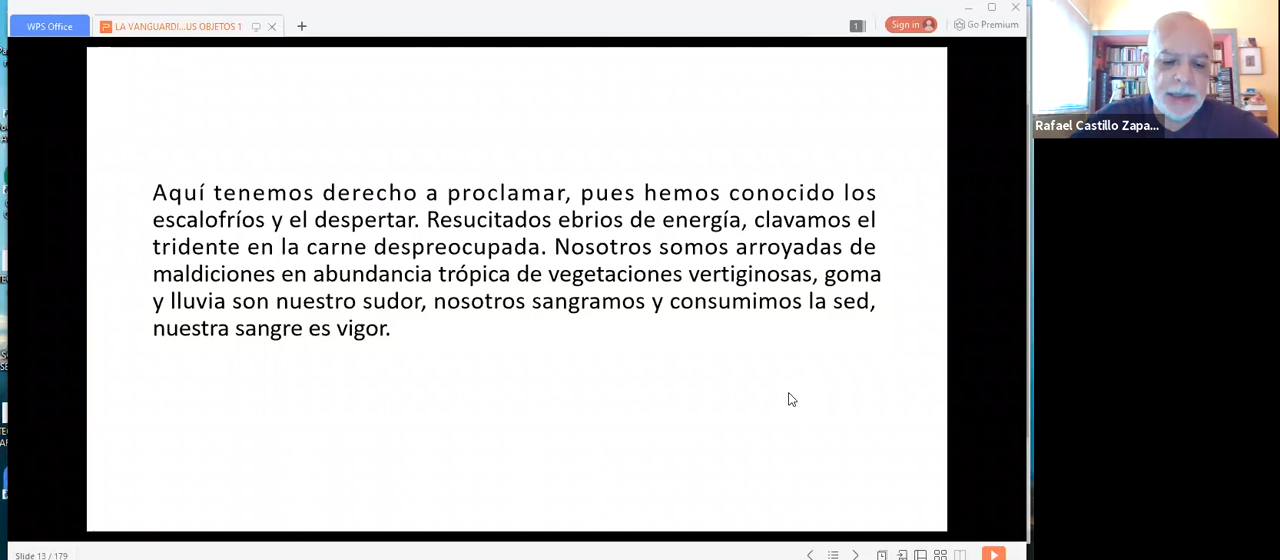 WPS Office
LA VANGUARDI...US OBJETOS 1
1
Sign in
Go Premium
Rafael Castillo Zapa...
Aquí tenemos derecho a proclamar, pues hemos conocido los
escalofríos y el despertar. Resucitados ebrios de energía, clavamos el
tridente en la carne despreocupada. Nosotros somos arroyadas de
maldiciones en abundancia trópica de vegetaciones vertiginosas, goma
y lluvia son nuestro sudor, nosotros sangramos y consumimos la sed,
nuestra sangre es vigor.
Slide 13 / 179